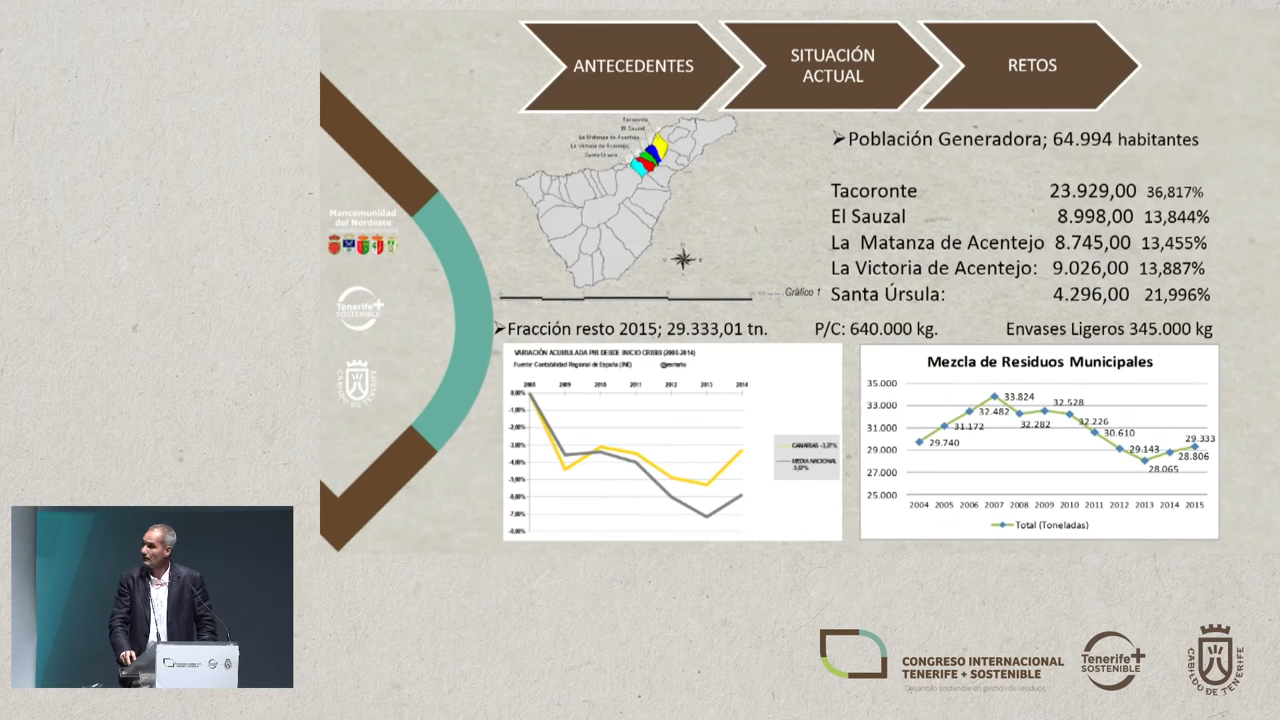 ANTECEDENTES
SITUACIÓN
ACTUAL
RETOS
Tacoronte
El Sauzal
La Matanza de Acentejo
La Victoria de Acentejo
Santa Úrsula
Gráfico 1
Población Generadora; 64.994 habitantes
Tacoronte 23.929,00 36,817%
El Sauzal 8.998,00 13,844%
La Matanza de Acentejo 8.745,00 13,455%
La Victoria de Acentejo: 9.026,00 13,887%
Santa Úrsula: 4.296,00 21,996%
Mancomunidad
del Nordeste
Tenerife+
SOSTENIBLE
CABILDO DE TENERIFE
Fracción resto 2015; 29.333,01 tn. P/C: 640.000 kg. Envases Ligeros 345.000 kg
VARIACIÓN ACUMULADA PIB DESDE INICIO CRISIS (2008-2014)
Fuente: Contabilidad Regional de España (INE)
2008 2009 2010 2011 2012 2013 2014
0,00%
-1,00%
-2,00%
-3,00%
-4,00%
-5,00%
-6,00%
-7,00%
-8,00%
CANARIAS -3,27%
MEDIA NACIONAL
-5,87%
Mezcla de Residuos Municipales
35.000
33.000
31.000
29.000
27.000
25.000
29.740
31.172
32.482
33.824
32.282
32.528
32.226
30.610
29.143
28.065
28.806
29.333
2004 2005 2006 2007 2008 2009 2010 2011 2012 2013 2014 2015
Total (Toneladas)
CONGRESO INTERNACIONAL
TENERIFE + SOSTENIBLE
Desarrollo sostenible en gestión de residuos
Tenerife+
SOSTENIBLE
CABILDO DE TENERIFE